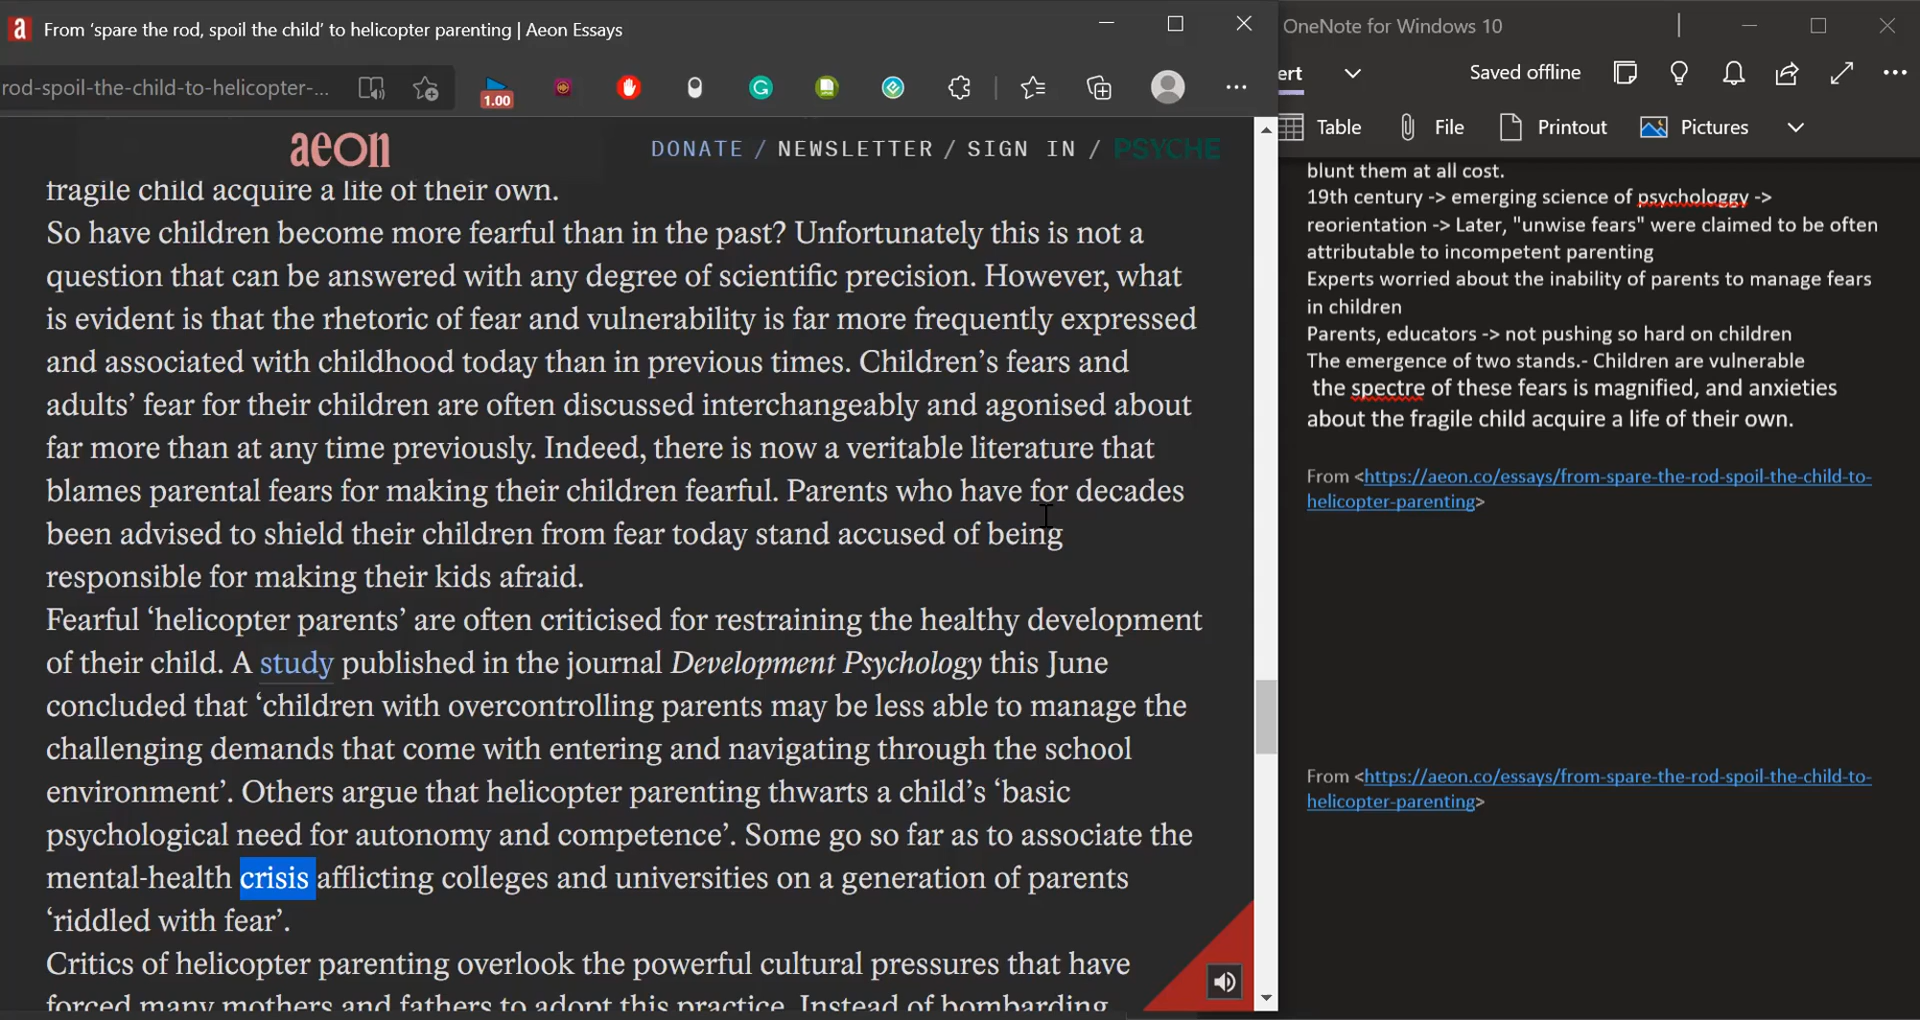 From ‘spare the rod, spoil the child’ to helicopter parenting | Aeon Essays
rod-spoil-the-child-to-helicopter-...
1.00
aeon
DONATE / NEWSLETTER / SIGN IN / PSYCHE
fragile child acquire a life of their own.
So have children become more fearful than in the past? Unfortunately this is not a
question that can be answered with any degree of scientific precision. However, what
is evident is that the rhetoric of fear and vulnerability is far more frequently expressed
and associated with childhood today than in previous times. Children’s fears and
adults’ fear for their children are often discussed interchangeably and agonised about
far more than at any time previously. Indeed, there is now a veritable literature that
blames parental fears for making their children fearful. Parents who have for decades
been advised to shield their children from fear today stand accused of being
responsible for making their kids afraid.
Fearful ‘helicopter parents’ are often criticised for restraining the healthy development
of their child. A study published in the journal Development Psychology this June
concluded that ‘children with overcontrolling parents may be less able to manage the
challenging demands that come with entering and navigating through the school
environment’. Others argue that helicopter parenting thwarts a child’s ‘basic
psychological need for autonomy and competence’. Some go so far as to associate the
mental-health crisis afflicting colleges and universities on a generation of parents
‘riddled with fear’.
Critics of helicopter parenting overlook the powerful cultural pressures that have
forced many mothers and fathers to adopt this practice. Instead of bombarding
OneNote for Windows 10
ert
Saved offline
Table
File
Printout
Pictures
blunt them at all cost.
19th century -> emerging science of psychologgy ->
reorientation -> Later, "unwise fears" were claimed to be often
attributable to incompetent parenting
Experts worried about the inability of parents to manage fears
in children
Parents, educators -> not pushing so hard on children
The emergence of two stands.- Children are vulnerable
the spectre of these fears is magnified, and anxieties
about the fragile child acquire a life of their own.
From <https://aeon.co/essays/from-spare-the-rod-spoil-the-child-to-
helicopter-parenting>
From <https://aeon.co/essays/from-spare-the-rod-spoil-the-child-to-
helicopter-parenting>